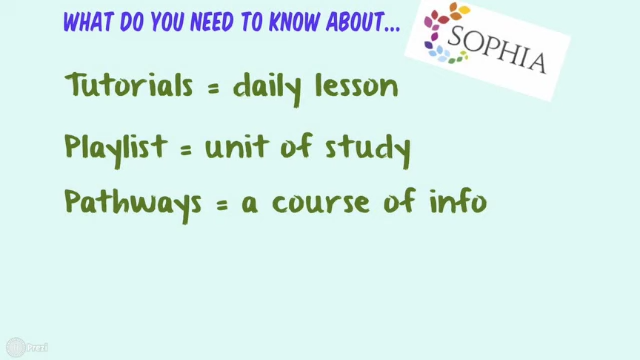 WHAT DO YOU NEED TO KNOW ABOUT...
SOPHIA
Tutorials = daily lesson
Playlist = unit of study
Pathways = a course of info
Prezi